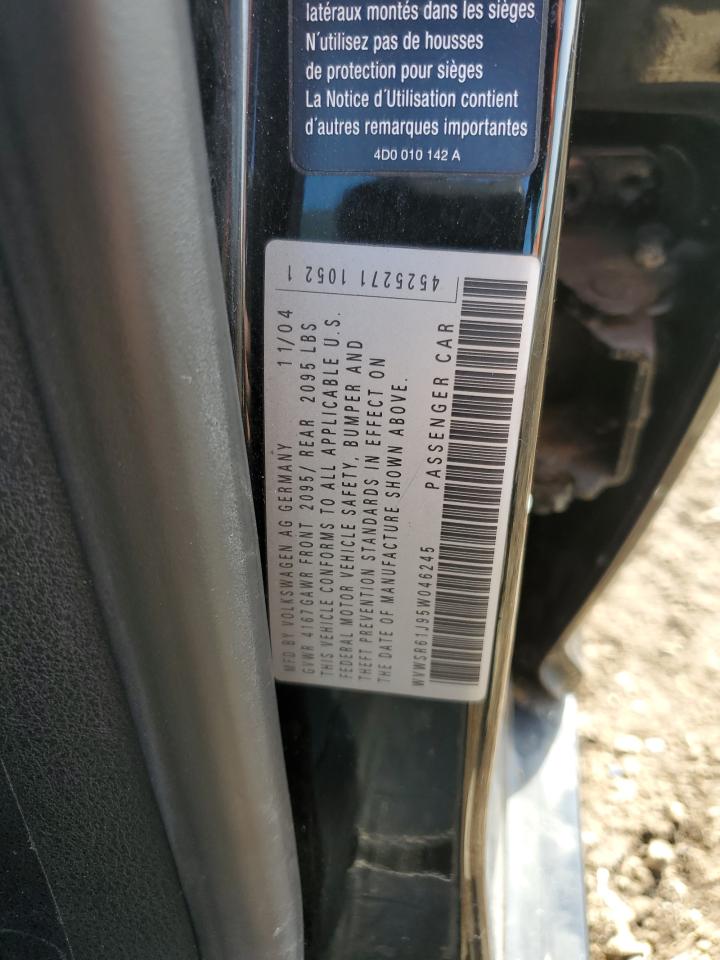 latéraux montés dans les sièges
N'utilisez pas de housses
de protection pour sièges
La Notice d'Utilisation contient
d'autres remarques importantes
4D0 010 142 A
4525271 1052 1
MFD BY VOLKSWAGEN AG GERMANY 11/04
GVWR 4167GAWR FRONT 2095/ REAR 2095 LBS
THIS VEHICLE CONFORMS TO ALL APPLICABLE U.S.
FEDERAL MOTOR VEHICLE SAFETY, BUMPER AND
THEFT PREVENTION STANDARDS IN EFFECT ON
THE DATE OF MANUFACTURE SHOWN ABOVE.
WVWSR61J95W046245 PASSENGER CAR